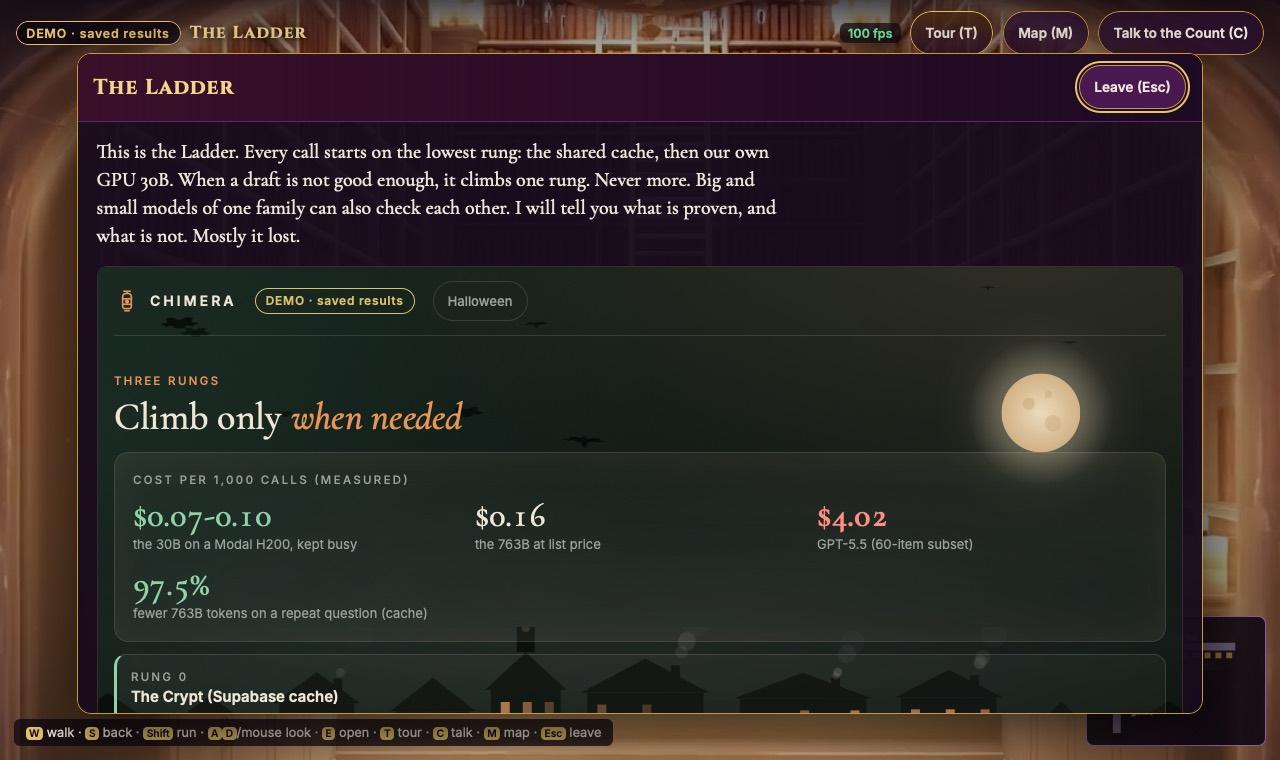 DEMO · saved results
The Ladder
100 fps
Tour (T)
Map (M)
Talk to the Count (C)
The Ladder
Leave (Esc)
This is the Ladder. Every call starts on the lowest rung: the shared cache, then our own
GPU 30B. When a draft is not good enough, it climbs one rung. Never more. Big and
small models of one family can also check each other. I will tell you what is proven, and
what is not. Mostly it lost.
CHIMERA
DEMO · saved results
Halloween
THREE RUNGS
Climb only when needed
COST PER 1,000 CALLS (MEASURED)
$0.07-0.10
the 30B on a Modal H200, kept busy
$0.16
the 763B at list price
$4.02
GPT-5.5 (60-item subset)
97.5%
fewer 763B tokens on a repeat question (cache)
RUNG 0
The Crypt (Supabase cache)
W walk · S back · Shift run · A D/mouse look · E open · T tour · C talk · M map · Esc leave